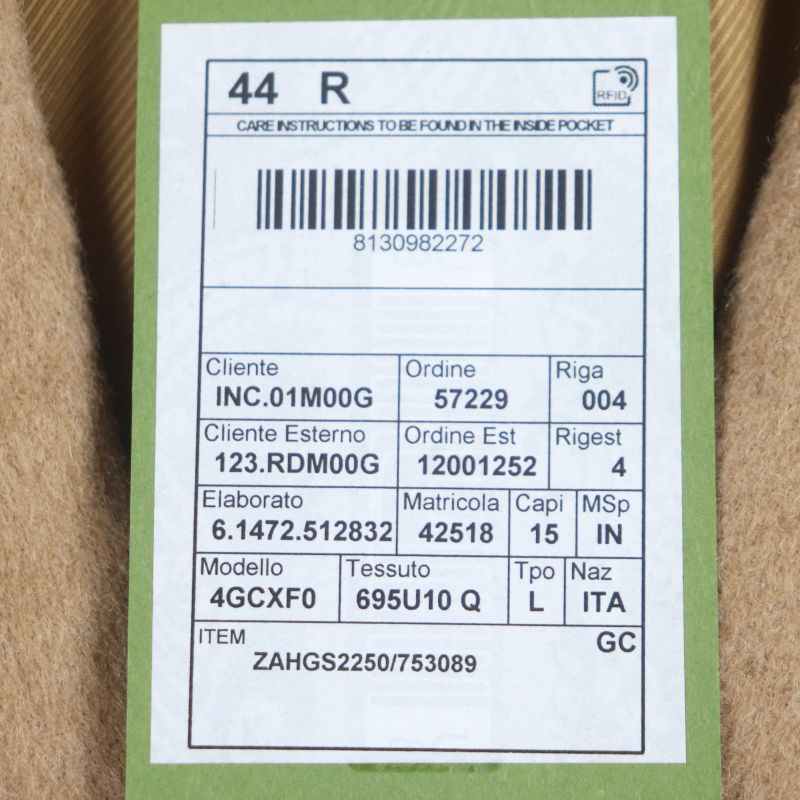 44 R
RFID
CARE INSTRUCTIONS TO BE FOUND IN THE INSIDE POCKET
8130982272
Cliente Ordine Riga
INC.01M00G 57229 004
Cliente Esterno Ordine Est Rigest
123.RDM00G 12001252 4
Elaborato Matricola Capi MSp
6.1472.512832 42518 15 IN
Modello Tessuto Tpo Naz
4GCXF0 695U10 Q L ITA
ITEM GC
ZAHGS2250/753089